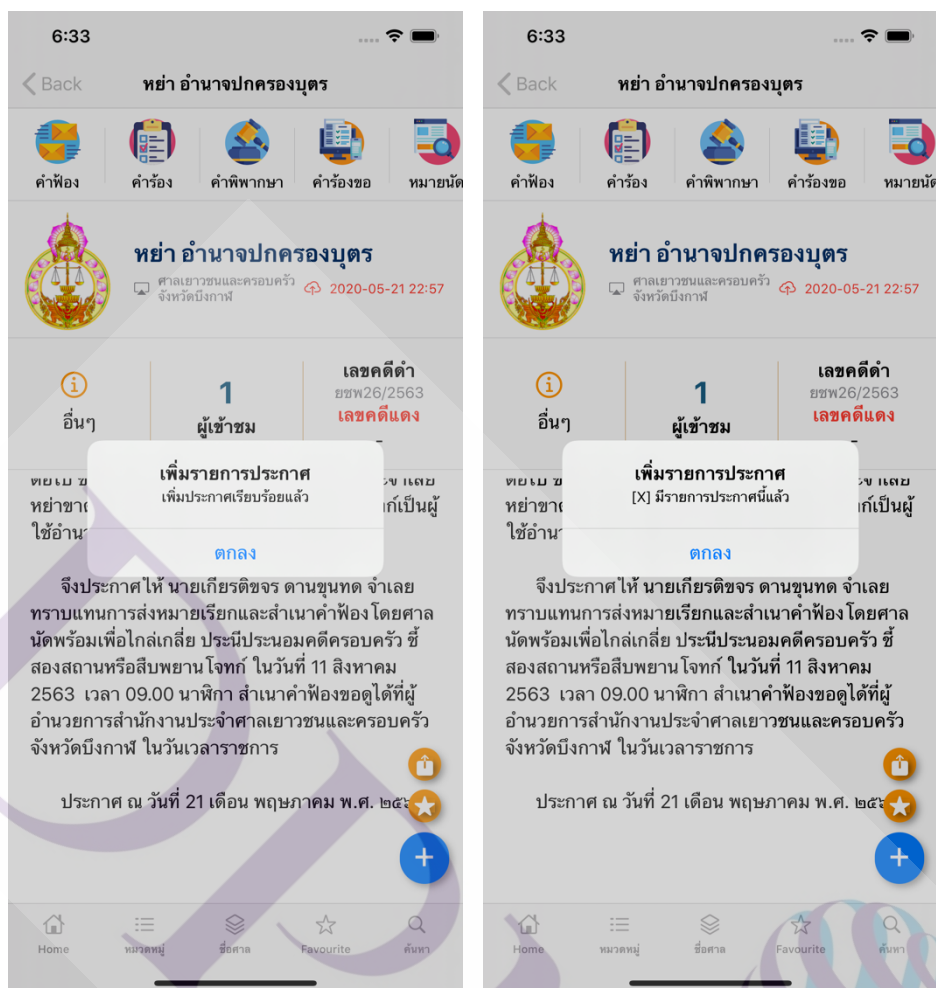 6:33
Back
หย่า อำนาจปกครองบุตร
คำฟ้อง
คำร้อง
คำพิพากษา
คำร้องขอ
หมายนัด
หย่า อำนาจปกครองบุตร
ศาลเยาวชนและครอบครัว
จังหวัดบึงกาฬ
2020-05-21 22:57
อื่นๆ
1
ผู้เข้าชม
เลขคดีดำ
ยชพ26/2563
เลขคดีแดง
-
เพิ่มรายการประกาศ
เพิ่มประกาศเรียบร้อยแล้ว
ตกลง
หย่าขาด
ก์เป็นผู้
ใช้อำนา
จึงประกาศให้ นายเกียรติขจร ดานขุนทด จำเลย
ทราบแทนการส่งหมายเรียกและสำเนาคำฟ้อง โดยศาล
นัดพร้อมเพื่อไกล่เกลี่ย ประนีประนอมคดีครอบครัว ชี้
สองสถานหรือสืบพยานโจทก์ ในวันที่ 11 สิงหาคม
2563 เวลา 09.00 นาฬิกา สำเนาคำฟ้องขอดูได้ที่ผู้
อำนวยการสำนักงานประจำศาลเยาวชนและครอบครัว
จังหวัดบึงกาฬ ในวันเวลาราชการ
ประกาศ ณ วันที่ 21 เดือน พฤษภาคม พ.ศ.
Home
หมวดหมู่
ชื่อศาล
Favourite
ค้นหา
6:33
Back
หย่า อำนาจปกครองบุตร
คำฟ้อง
คำร้อง
คำพิพากษา
คำร้องขอ
หมายนัด
หย่า อำนาจปกครองบุตร
ศาลเยาวชนและครอบครัว
จังหวัดบึงกาฬ
2020-05-21 22:57
อื่นๆ
1
ผู้เข้าชม
เลขคดีดำ
ยชพ26/2563
เลขคดีแดง
-
เพิ่มรายการประกาศ
[X] มีรายการประกาศนี้แล้ว
ตกลง
หย่าขาด
ก์เป็นผู้
ใช้อำนา
จึงประกาศให้ นายเกียรติขจร ดานขุนทด จำเลย
ทราบแทนการส่งหมายเรียกและสำเนาคำฟ้อง โดยศาล
นัดพร้อมเพื่อไกล่เกลี่ย ประนีประนอมคดีครอบครัว ชี้
สองสถานหรือสืบพยานโจทก์ ในวันที่ 11 สิงหาคม
2563 เวลา 09.00 นาฬิกา สำเนาคำฟ้องขอดูได้ที่ผู้
อำนวยการสำนักงานประจำศาลเยาวชนและครอบครัว
จังหวัดบึงกาฬ ในวันเวลาราชการ
ประกาศ ณ วันที่ 21 เดือน พฤษภาคม พ.ศ.
Home
หมวดหมู่
ชื่อศาล
Favourite
ค้นหา